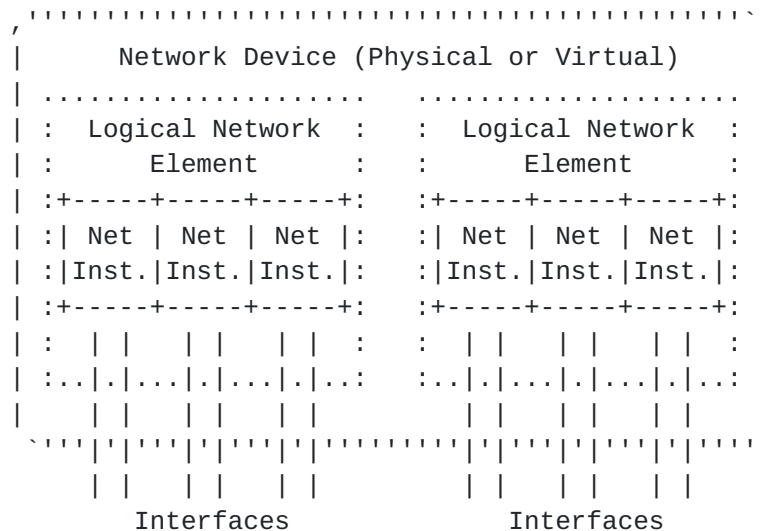 Network Device (Physical or Virtual)
Logical Network Logical Network
Element Element
Net Net Net Net Net Net
Inst. Inst. Inst. Inst. Inst. Inst.
Interfaces Interfaces